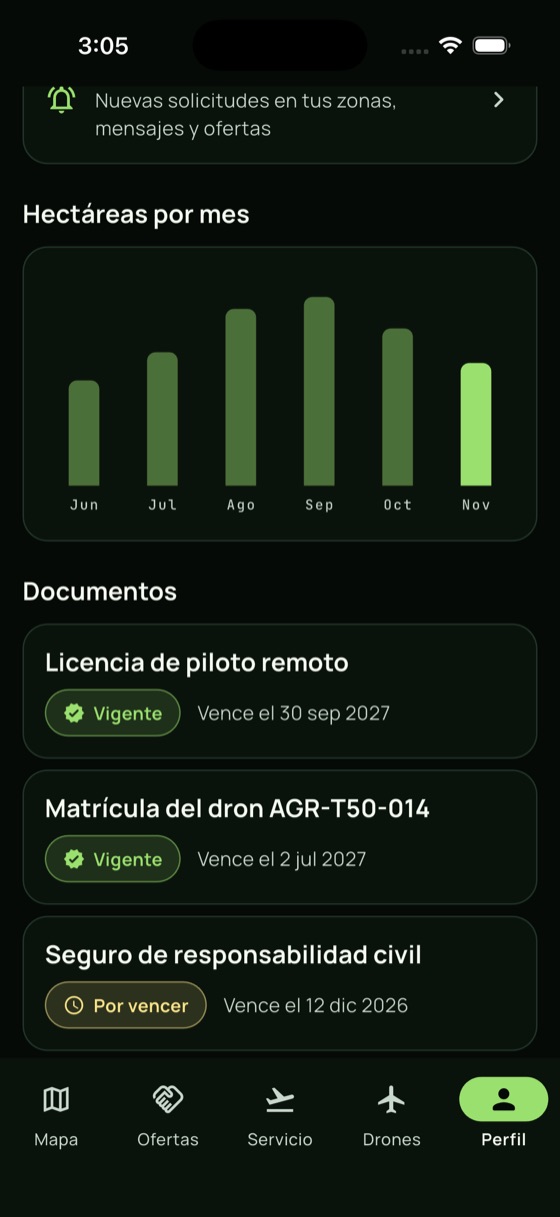 3:05
Nuevas solicitudes en tus zonas,
mensajes y ofertas
Hectáreas por mes
Jun Jul Ago Sep Oct Nov
Documentos
Licencia de piloto remoto
Vigente Vence el 30 sep 2027
Matrícula del dron AGR-T50-014
Vigente Vence el 2 jul 2027
Seguro de responsabilidad civil
Por vencer Vence el 12 dic 2026
Mapa Ofertas Servicio Drones Perfil